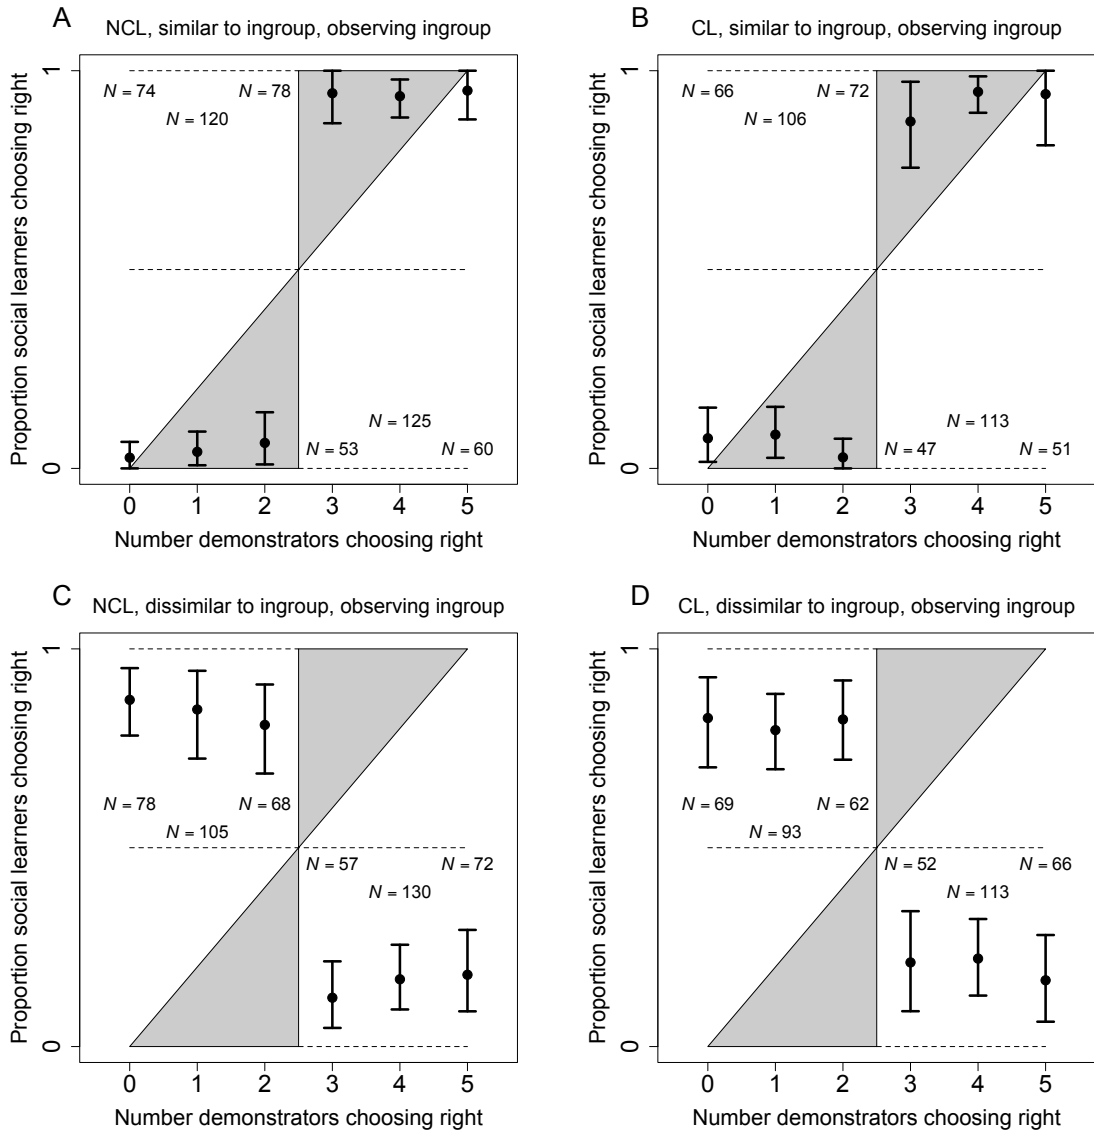 A
NCL, similar to ingroup, observing ingroup
Proportion social learners choosing right
1
0
N = 74
N = 78
N = 120
N = 125
N = 53
N = 60
0 1 2 3 4 5
Number demonstrators choosing right
B
CL, similar to ingroup, observing ingroup
Proportion social learners choosing right
1
0
N = 66
N = 72
N = 106
N = 113
N = 47
N = 51
0 1 2 3 4 5
Number demonstrators choosing right
C
NCL, dissimilar to ingroup, observing ingroup
Proportion social learners choosing right
1
0
N = 78
N = 68
N = 105
N = 57
N = 72
N = 130
0 1 2 3 4 5
Number demonstrators choosing right
D
CL, dissimilar to ingroup, observing ingroup
Proportion social learners choosing right
1
0
N = 69
N = 62
N = 93
N = 52
N = 66
N = 113
0 1 2 3 4 5
Number demonstrators choosing right